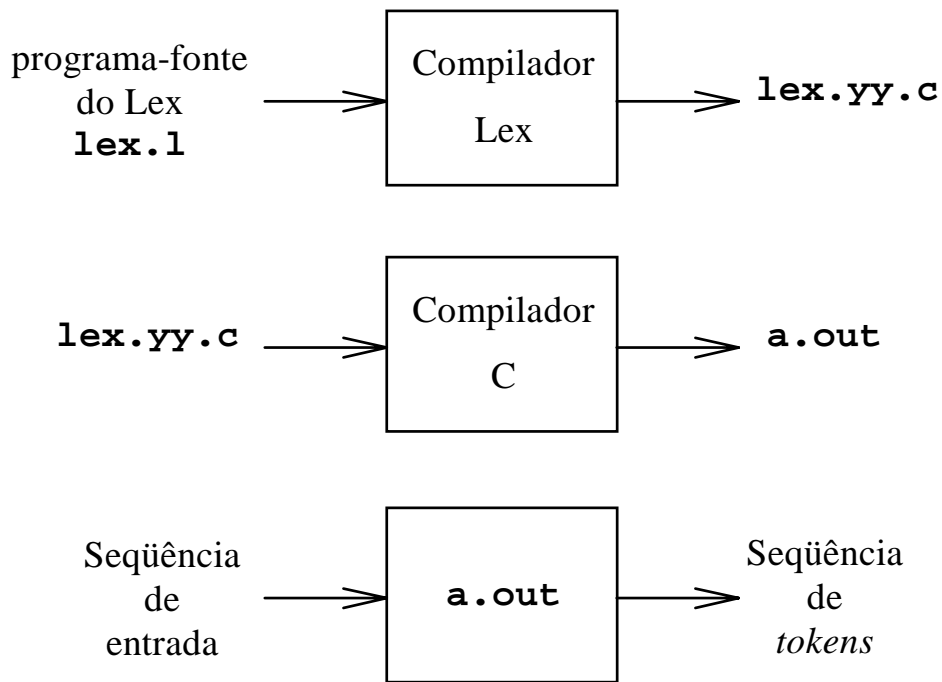 programa-fonte
do Lex
lex.l
Compilador
Lex
lex.yy.c
lex.yy.c
Compilador
C
a.out
Seqüência
de
entrada
a.out
Seqüência
de
tokens